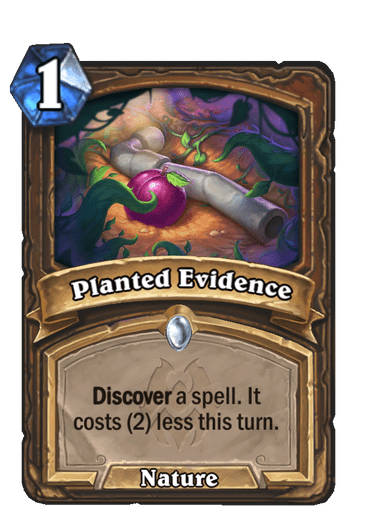 1
Planted Evidence
Discover a spell. It
costs (2) less this turn.
Nature